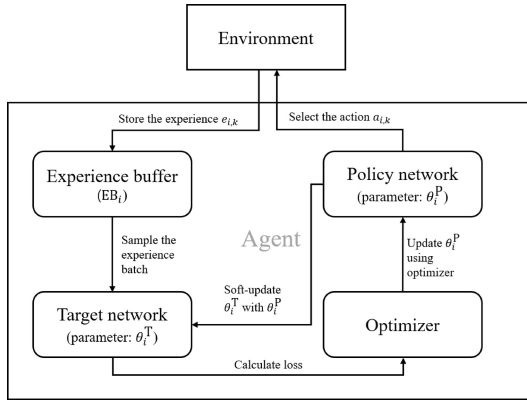 Environment
Store the experience e_{i,k}
Select the action a_{i,k}
Experience buffer
(EB_i)
Policy network
(parameter: θ_i^P)
Sample the
experience
batch
Agent
Update θ_i^P
using
optimizer
Soft-update
θ_i^T with θ_i^P
Target network
(parameter: θ_i^T)
Optimizer
Calculate loss